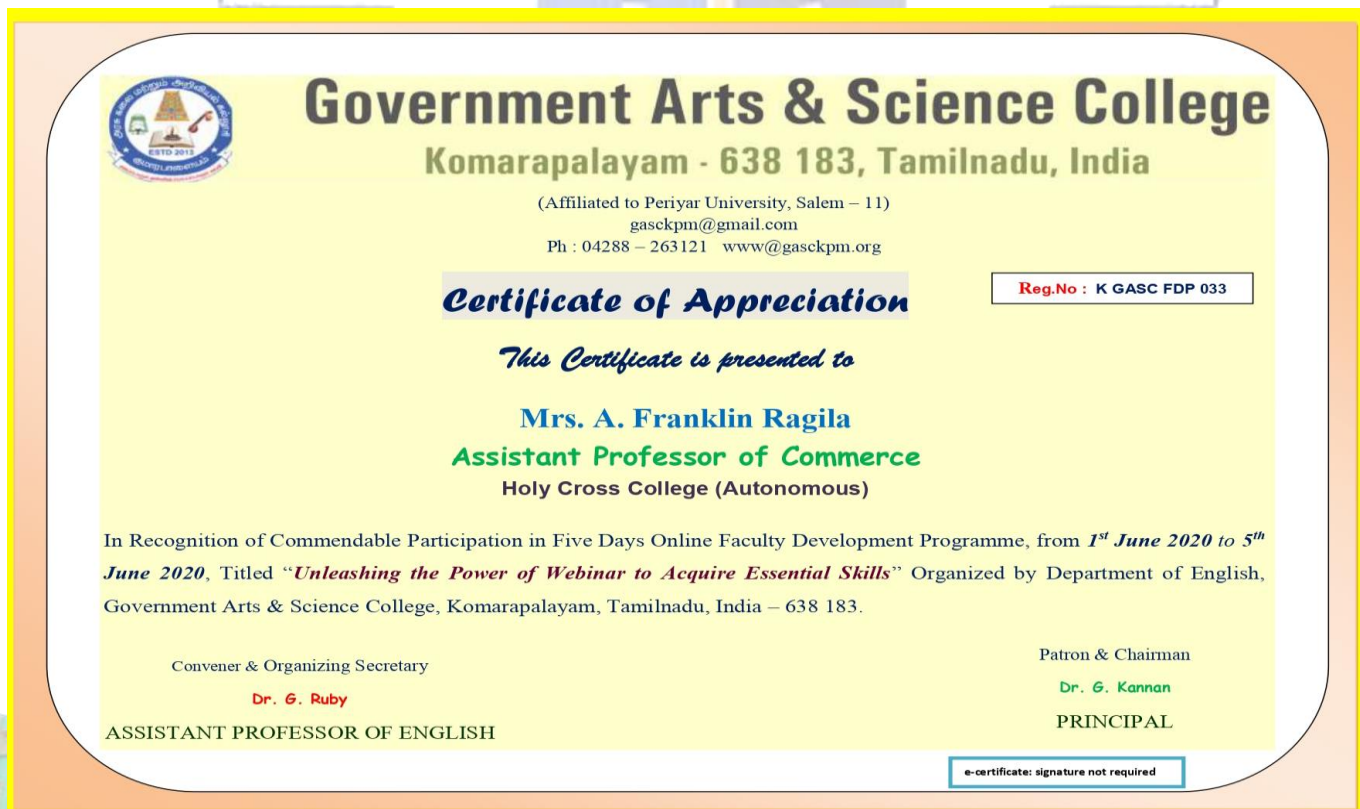 ESTD 2013
Government Arts & Science College
Komarapalayam - 638 183, Tamilnadu, India
(Affiliated to Periyar University, Salem – 11)
gasckpm@gmail.com
Ph : 04288 – 263121 www@gasckpm.org
Certificate of Appreciation
Reg.No : K GASC FDP 033
This Certificate is presented to
Mrs. A. Franklin Ragila
Assistant Professor of Commerce
Holy Cross College (Autonomous)
In Recognition of Commendable Participation in Five Days Online Faculty Development Programme, from 1st June 2020 to 5th
June 2020, Titled “Unleashing the Power of Webinar to Acquire Essential Skills” Organized by Department of English,
Government Arts & Science College, Komarapalayam, Tamilnadu, India – 638 183.
Convener & Organizing Secretary
Dr. G. Ruby
ASSISTANT PROFESSOR OF ENGLISH
Patron & Chairman
Dr. G. Kannan
PRINCIPAL
e-certificate: signature not required